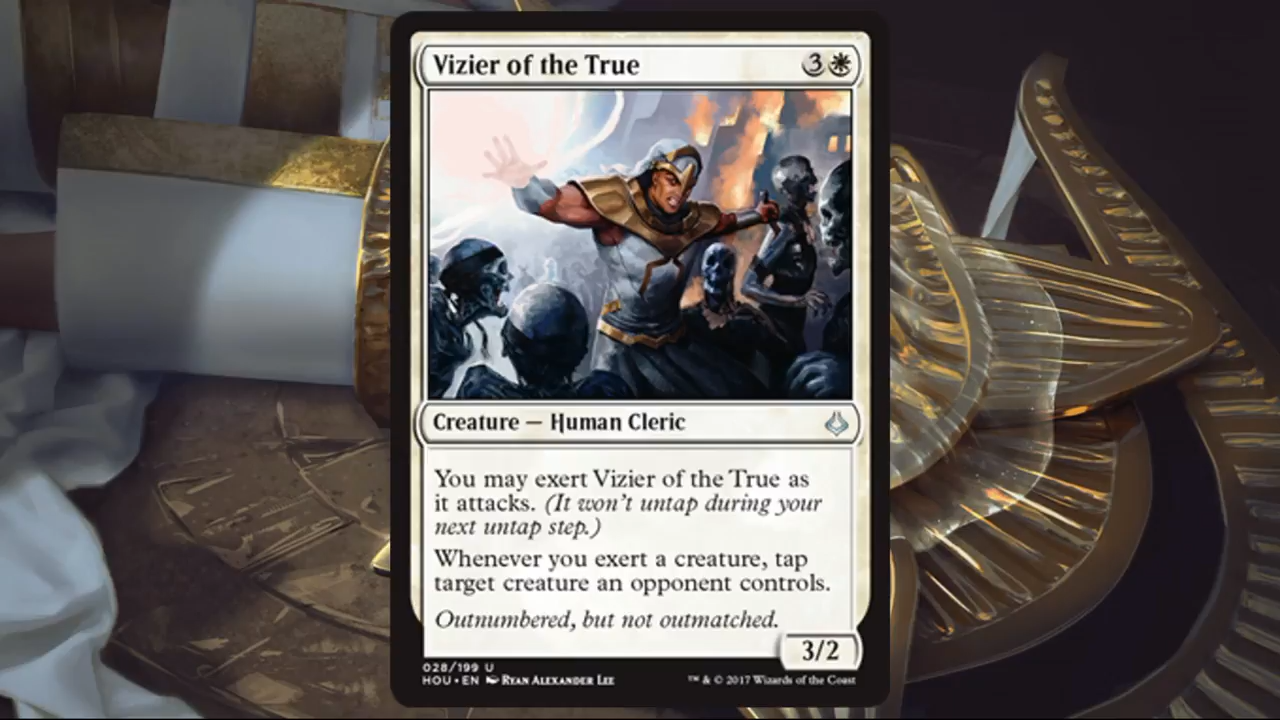 Vizier of the True 3
Creature — Human Cleric
You may exert Vizier of the True as
it attacks. (It won't untap during your
next untap step.)
Whenever you exert a creature, tap
target creature an opponent controls.
Outnumbered, but not outmatched.
3/2
028/199 U
HOU • EN Ryan Alexander Lee
™ & © 2017 Wizards of the Coast